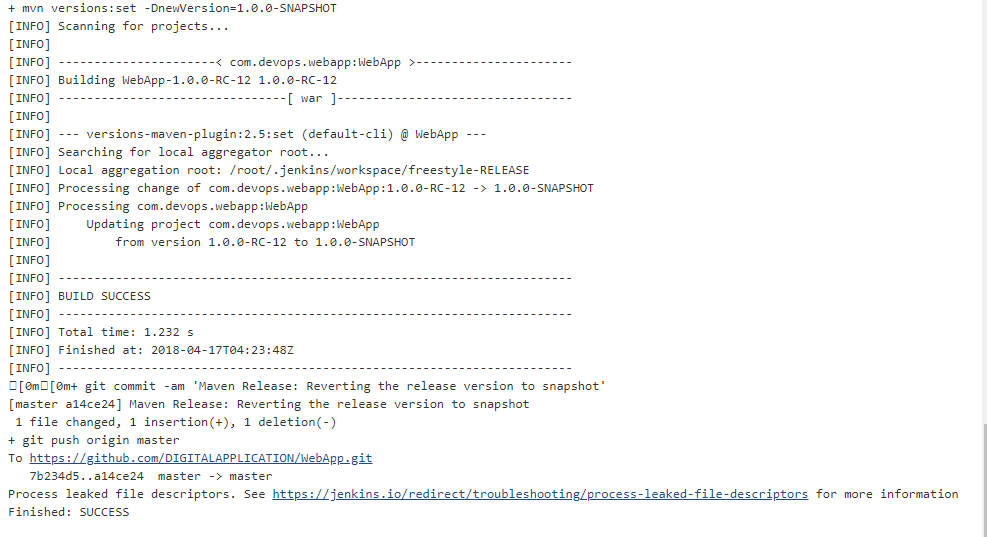 + mvn versions:set -DnewVersion=1.0.0-SNAPSHOT
[INFO] Scanning for projects...
[INFO]
[INFO] ----------------------< com.devops.webapp:WebApp >----------------------
[INFO] Building WebApp-1.0.0-RC-12 1.0.0-RC-12
[INFO] --------------------------------[ war ]---------------------------------
[INFO]
[INFO] --- versions-maven-plugin:2.5:set (default-cli) @ WebApp ---
[INFO] Searching for local aggregator root...
[INFO] Local aggregation root: /root/.jenkins/workspace/freestyle-RELEASE
[INFO] Processing change of com.devops.webapp:WebApp:1.0.0-RC-12 -> 1.0.0-SNAPSHOT
[INFO] Processing com.devops.webapp:WebApp
[INFO]     Updating project com.devops.webapp:WebApp
[INFO]         from version 1.0.0-RC-12 to 1.0.0-SNAPSHOT
[INFO]
[INFO] ------------------------------------------------------------------------
[INFO] BUILD SUCCESS
[INFO] ------------------------------------------------------------------------
[INFO] Total time: 1.232 s
[INFO] Finished at: 2018-04-17T04:23:48Z
[INFO] ------------------------------------------------------------------------
□[0m□[0m+ git commit -am 'Maven Release: Reverting the release version to snapshot'
[master a14ce24] Maven Release: Reverting the release version to snapshot
 1 file changed, 1 insertion(+), 1 deletion(-)
+ git push origin master
To https://github.com/DIGITALAPPLICATION/WebApp.git
   7b234d5..a14ce24  master -> master
Process leaked file descriptors. See https://jenkins.io/redirect/troubleshooting/process-leaked-file-descriptors for more information
Finished: SUCCESS